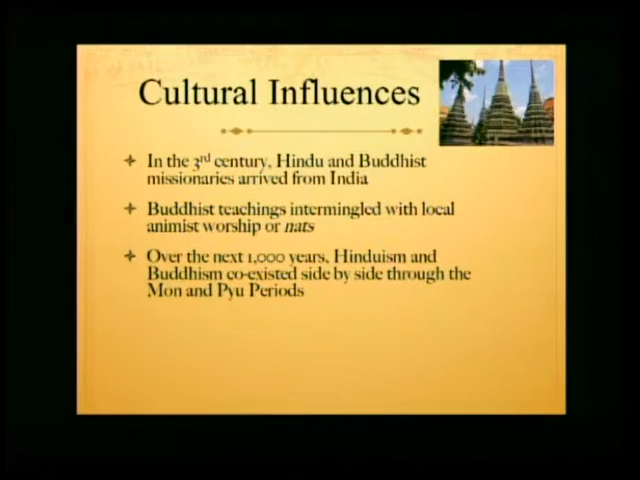 Cultural Influences
In the 3rd century, Hindu and Buddhist
missionaries arrived from India
Buddhist teachings intermingled with local
animist worship or nats
Over the next 1,000 years, Hinduism and
Buddhism co-existed side by side through the
Mon and Pyu Periods